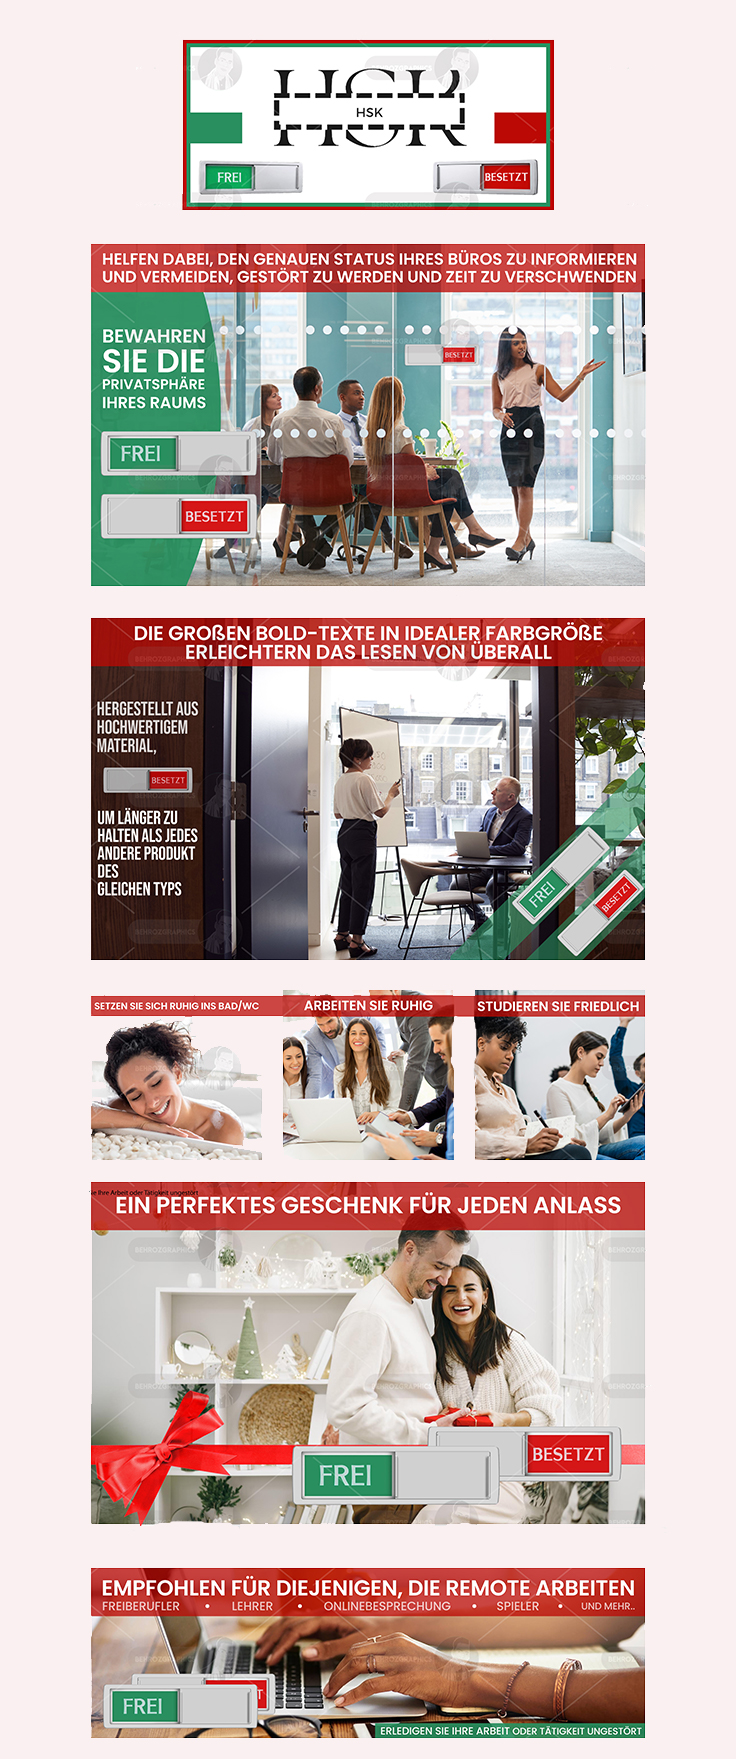 HSK
HSK
FREI
BESETZT
HELFEN DABEI, DEN GENAUEN STATUS IHRES BÜROS ZU INFORMIEREN
UND VERMEIDEN, GESTÖRT ZU WERDEN UND ZEIT ZU VERSCHWENDEN
BEWAHREN
SIE DIE
PRIVATSPHÄRE
IHRES RAUMS
BESETZT
FREI
BESETZT
DIE GROßEN BOLD-TEXTE IN IDEALER FARBGRÖßE
ERLEICHTERN DAS LESEN VON ÜBERALL
HERGESTELLT AUS
HOCHWERTIGEM
MATERIAL,
BESETZT
UM LÄNGER ZU
HALTEN ALS JEDES
ANDERE PRODUKT
DES
GLEICHEN TYPS
FREI
BESETZT
SETZEN SIE SICH RUHIG INS BAD/WC
ARBEITEN SIE RUHIG
STUDIEREN SIE FRIEDLICH
ie Ihre Arbeit oder Tätigkeit ungestört
EIN PERFEKTES GESCHENK FÜR JEDEN ANLASS
BESETZT
FREI
EMPFOHLEN FÜR DIEJENIGEN, DIE REMOTE ARBEITEN
FREIBERUFLER • LEHRER • ONLINEBESPRECHUNG • SPIELER • UND MEHR..
FREI
T
ERLEDIGEN SIE IHRE ARBEIT ODER TÄTIGKEIT UNGESTÖRT
BEHROZGRAPHICS